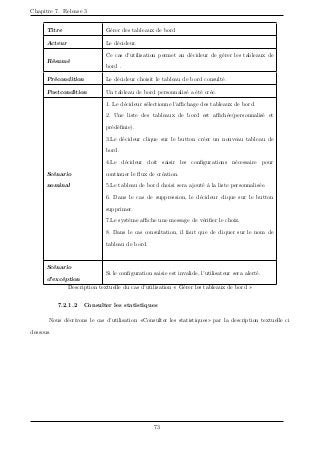 Chapitre 7. Release 3
Titre
Gérer des tableaux de bord
Acteur
Le décideur.
Résumé
Ce cas d'utilisation permet au décideur de gérer les tableaux de
bord .
Précondition
Le décideur choisit le tableau de bord consulté.
Postcondition
Un tableau de bord personnalisé a été crée.
Scénario
nominal
1. Le décideur sélectionne l'affichage des tableaux de bord.
2. Une liste des tableaux de bord est affichée(personnalisé et
prédéfinie).
3.Le décideur clique sur le button créer un nouveau tableau de
bord.
4.Le décideur doit saisir les configurations nécessaire pour
continuer le flux de création.
5.Le tableau de bord choisi sera ajouté à la liste personnalisée.
6. Dans le cas de suppression, le décideur clique sur le button
supprimer.
7.Le système affiche une message de vérifier le choix.
8. Dans le cas consultation, il faut que de cliquer sur le nom de
tableau de bord.
Scénario
d'excéption
Si le configuration saisie est invalide, l'utilisateur sera alerté.
Description textuelle du cas d'utilisation « Gérer les tableaux de bord »
7.2.1.2 Consulter les statistiques
Nous décrivons le cas d'utilisation «Consulter les statistiques» par la description textuelle ci
dessous
73